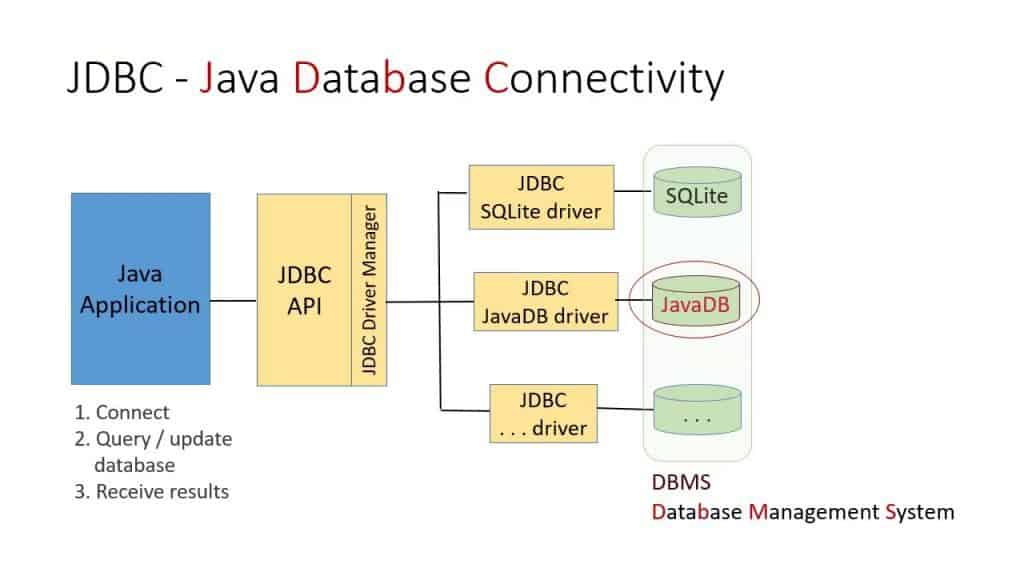 JDBC - Java Database Connectivity
JDBC
SQLite driver
SQLite
Java
Application
JDBC
API
JDBC Driver Manager
JDBC
JavaDB driver
JavaDB
JDBC
. . . driver
. . .
1. Connect
2. Query / update
database
3. Receive results
DBMS
Database Management System